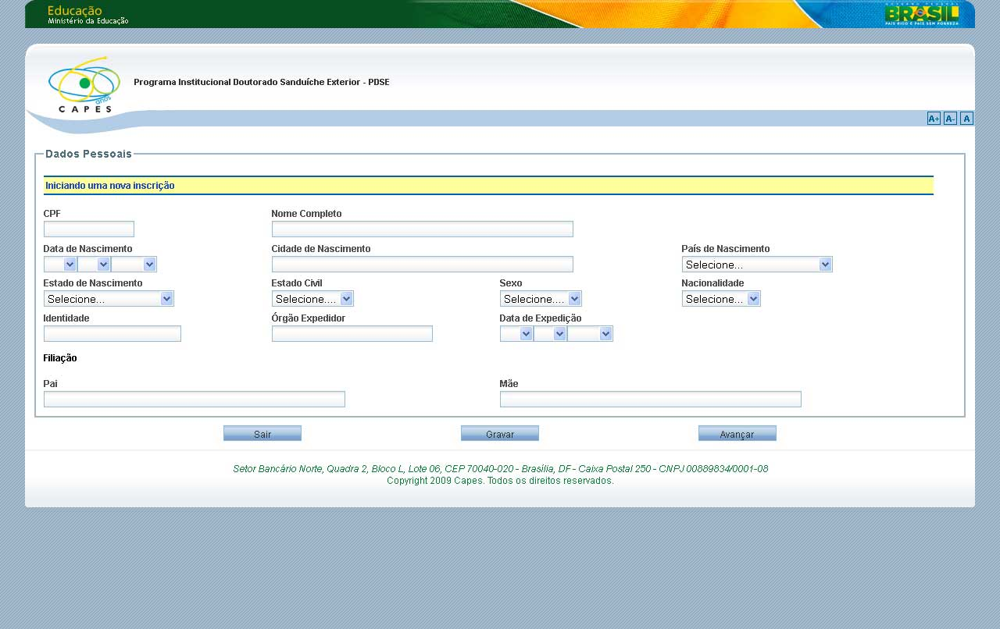 Educação
Ministério da Educação
GOVERNO FEDERAL
BRASIL
PAÍS RICO É PAÍS SEM POBREZA
anos
CAPES
Programa Institucional Doutorado Sanduíche Exterior - PDSE
A+ A- A
Dados Pessoais
Iniciando uma nova inscrição
CPF Nome Completo
Data de Nascimento Cidade de Nascimento País de Nascimento
Selecione...
Estado de Nascimento Estado Civil Sexo Nacionalidade
Selecione... Selecione.... Selecione.... Selecione...
Identidade Órgão Expedidor Data de Expedição
Filiação
Pai Mãe
Sair Gravar Avançar
Setor Bancário Norte, Quadra 2, Bloco L, Lote 06, CEP 70040-020 - Brasília, DF - Caixa Postal 250 - CNPJ 00889834/0001-08
Copyright 2009 Capes. Todos os direitos reservados.